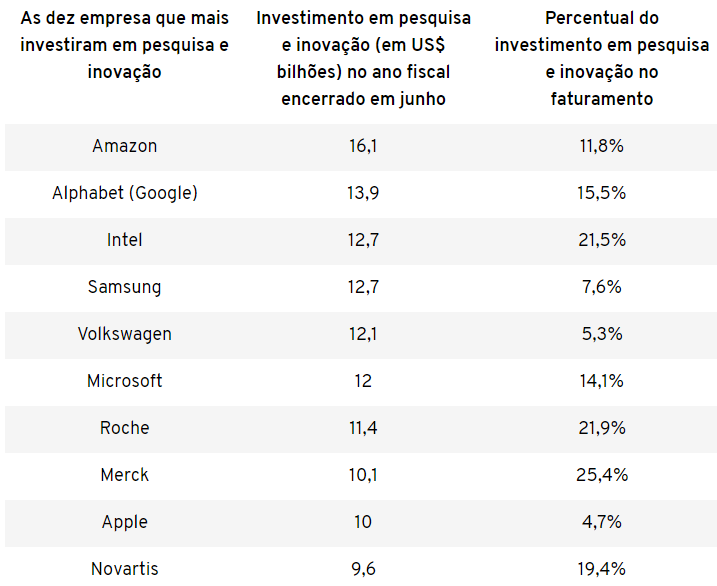 As dez empresa que mais investiram em pesquisa e inovação | Investimento em pesquisa e inovação (em US$ bilhões) no ano fiscal encerrado em junho | Percentual do investimento em pesquisa e inovação no faturamento
Amazon | 16,1 | 11,8%
Alphabet (Google) | 13,9 | 15,5%
Intel | 12,7 | 21,5%
Samsung | 12,7 | 7,6%
Volkswagen | 12,1 | 5,3%
Microsoft | 12 | 14,1%
Roche | 11,4 | 21,9%
Merck | 10,1 | 25,4%
Apple | 10 | 4,7%
Novartis | 9,6 | 19,4%